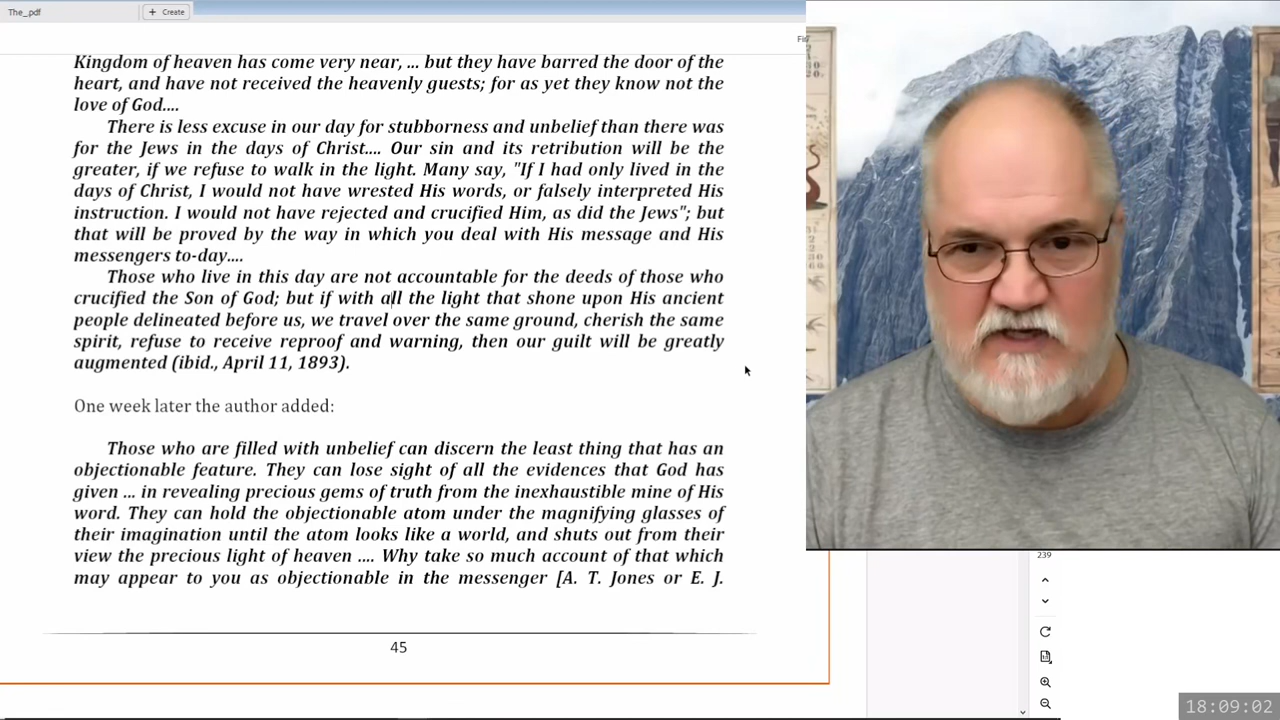 The_pdf
+ Create
Kingdom of heaven has come very near, ... but they have barred the door of the
heart, and have not received the heavenly guests; for as yet they know not the
love of God....
There is less excuse in our day for stubborness and unbelief than there was
for the Jews in the days of Christ.... Our sin and its retribution will be the
greater, if we refuse to walk in the light. Many say, "If I had only lived in the
days of Christ, I would not have wrested His words, or falsely interpreted His
instruction. I would not have rejected and crucified Him, as did the Jews"; but
that will be proved by the way in which you deal with His message and His
messengers to-day....
Those who live in this day are not accountable for the deeds of those who
crucified the Son of God; but if with all the light that shone upon His ancient
people delineated before us, we travel over the same ground, cherish the same
spirit, refuse to receive reproof and warning, then our guilt will be greatly
augmented (ibid., April 11, 1893).
One week later the author added:
Those who are filled with unbelief can discern the least thing that has an
objectionable feature. They can lose sight of all the evidences that God has
given ... in revealing precious gems of truth from the inexhaustible mine of His
word. They can hold the objectionable atom under the magnifying glasses of
their imagination until the atom looks like a world, and shuts out from their
view the precious light of heaven .... Why take so much account of that which
may appear to you as objectionable in the messenger [A. T. Jones or E. J.
45
239
18:09:02